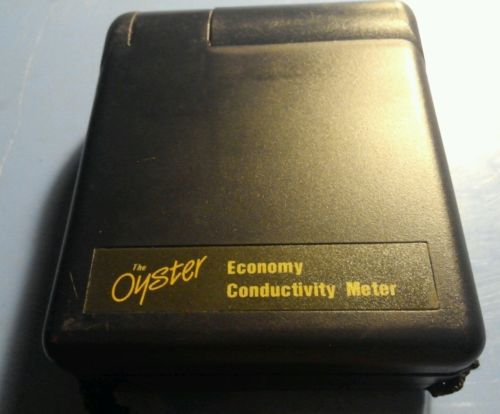 The
Oyster
Economy
Conductivity Meter